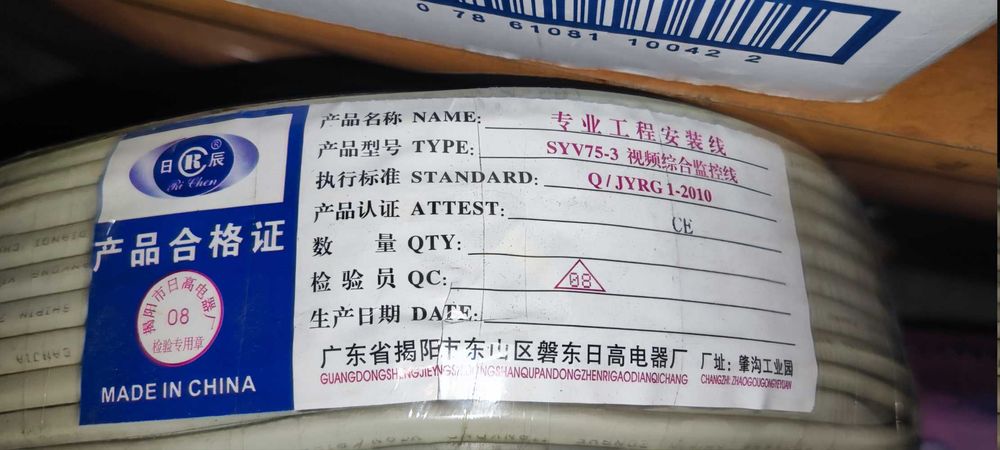 0 78 61081 10042 2
日 R 辰 ®
Ri Chen
产品合格证
揭阳市日高电器厂
08
检验专用章
MADE IN CHINA
产品名称 NAME: 专业工程安装线
产品型号 TYPE: SYV75-3 视频综合监控线
执行标准 STANDARD: Q/JYRG 1-2010
产品认证 ATTEST: CE
数 量 QTY:
检 验 员 QC: 08
生产日期 DATE:
广东省揭阳市东山区磐东日高电器厂 厂址: 肇沟工业园